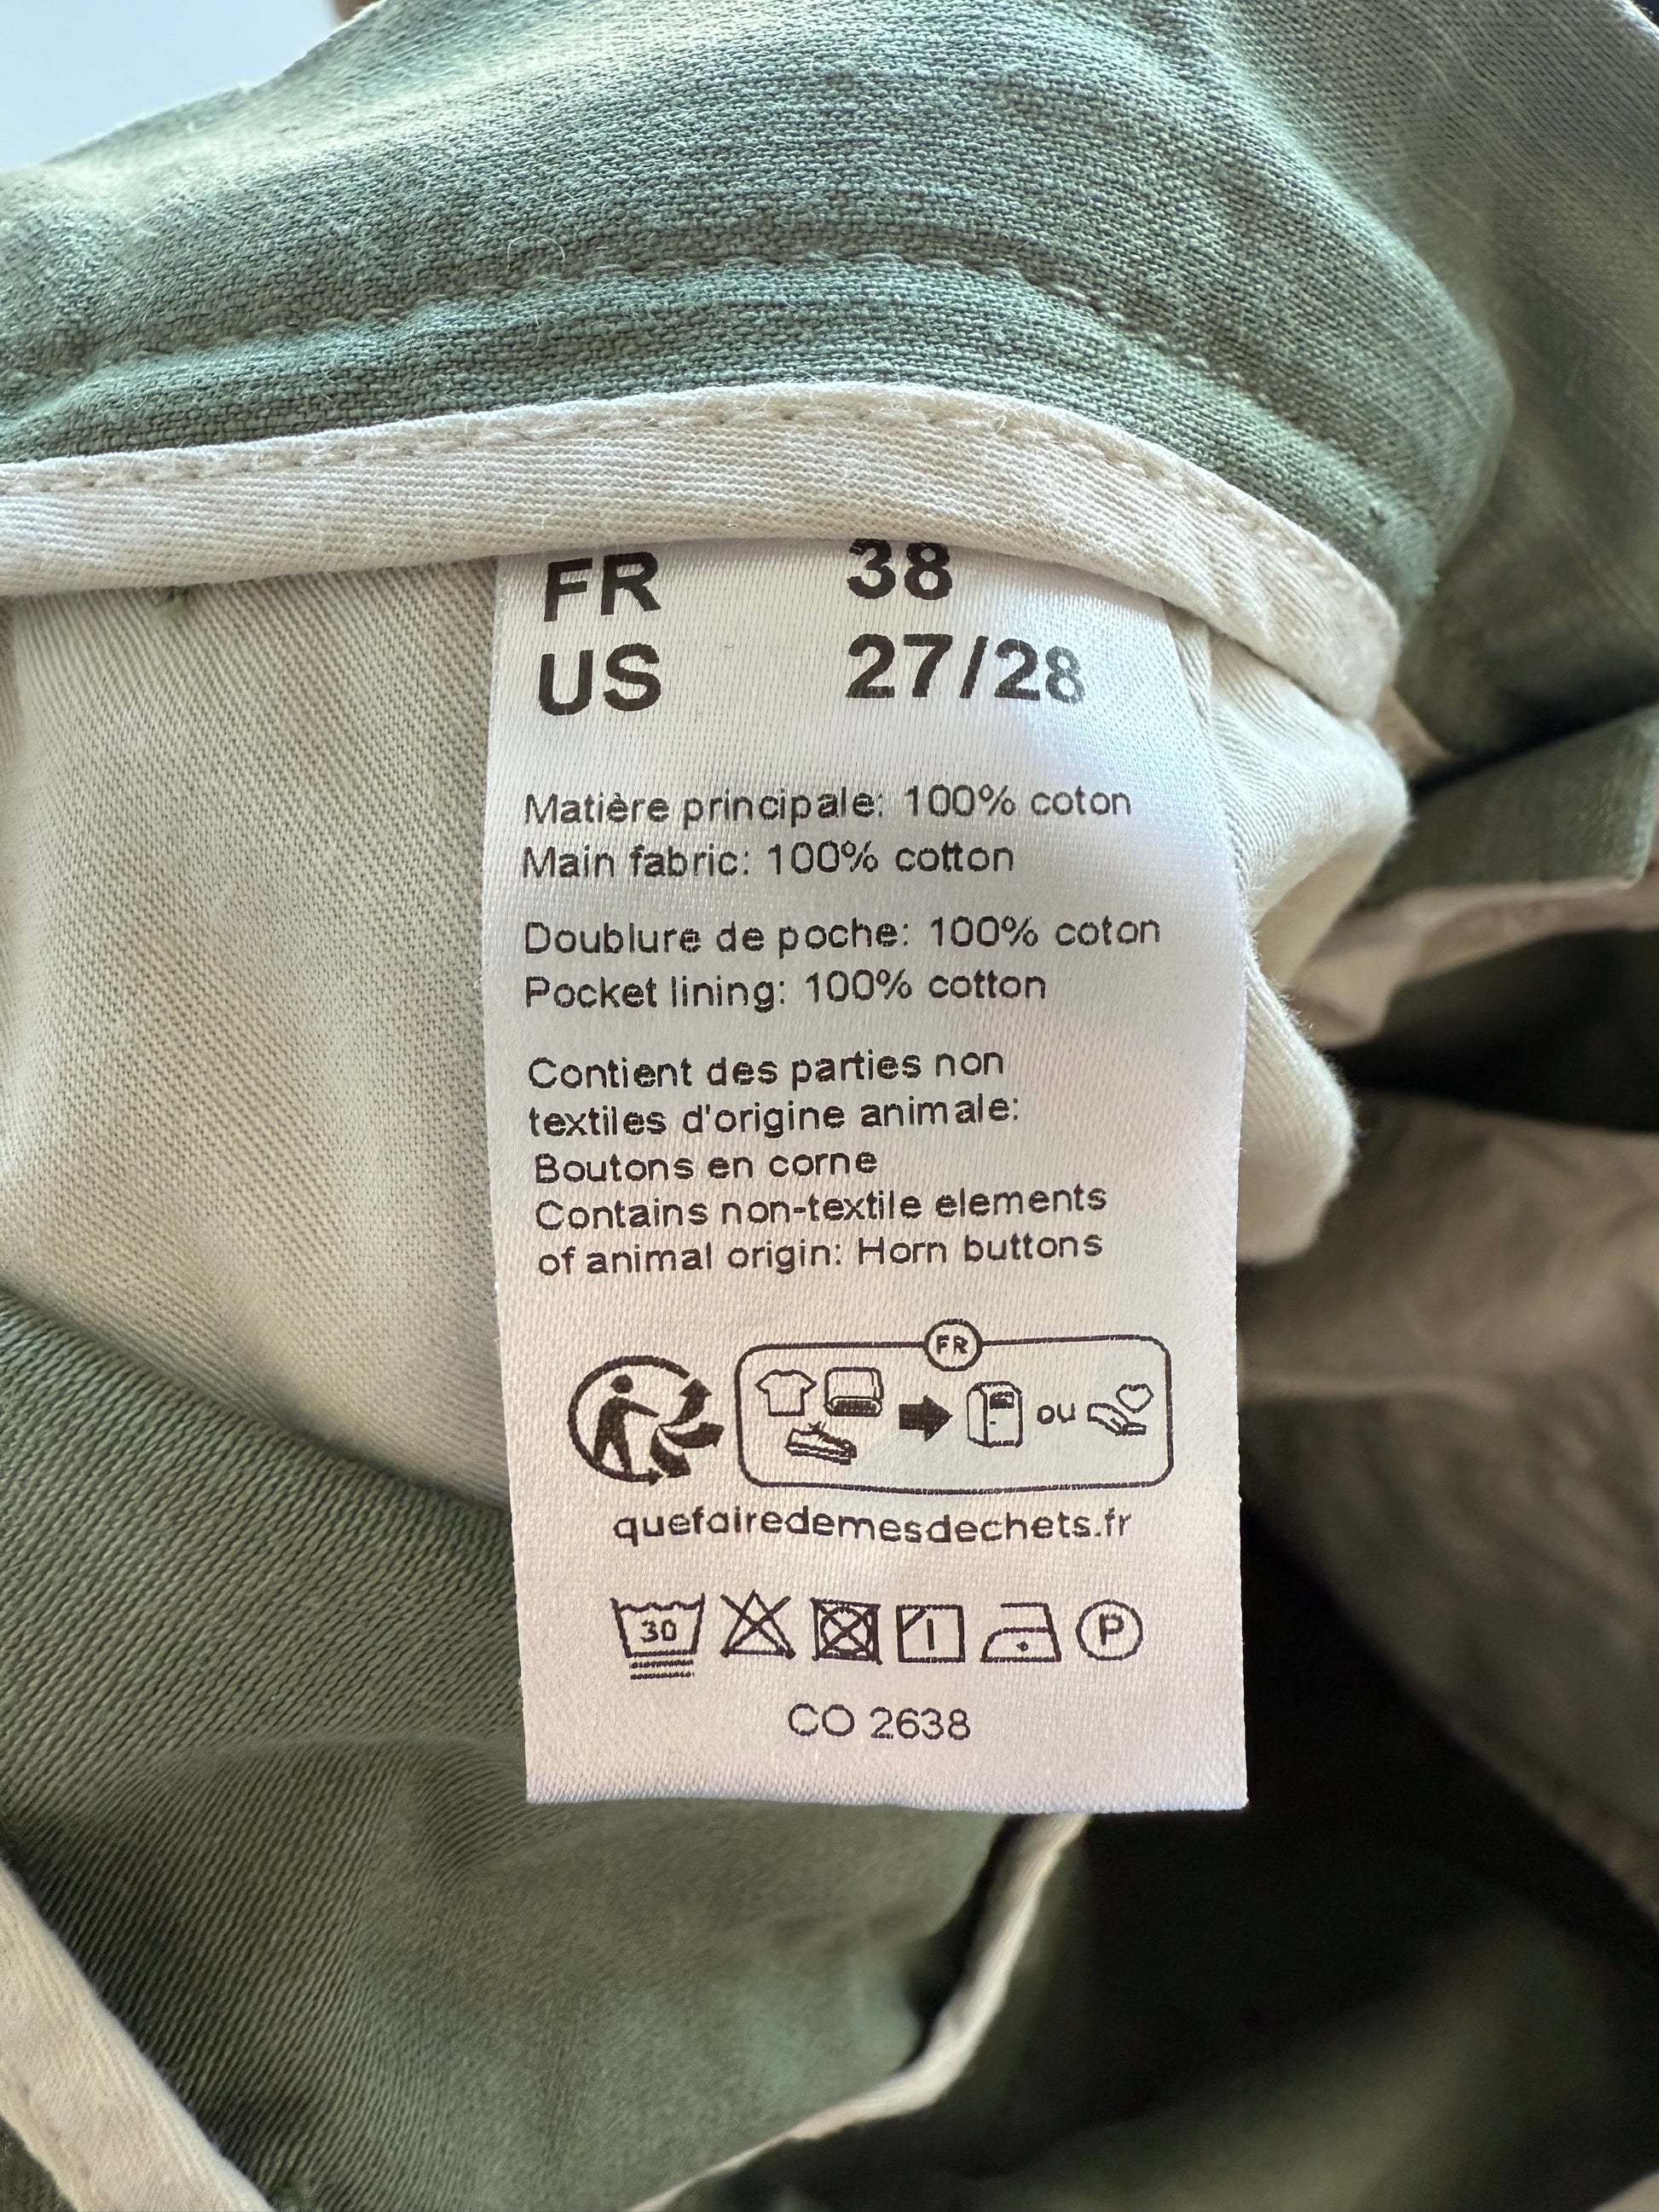 FR 38
US 27/28
Matière principale: 100% coton
Main fabric: 100% cotton
Doublure de poche: 100% coton
Pocket lining: 100% cotton
Contient des parties non
textiles d'origine animale:
Boutons en corne
Contains non-textile elements
of animal origin: Horn buttons
FR
ou
quefairedemesdechets.fr
30
P
CO 2638